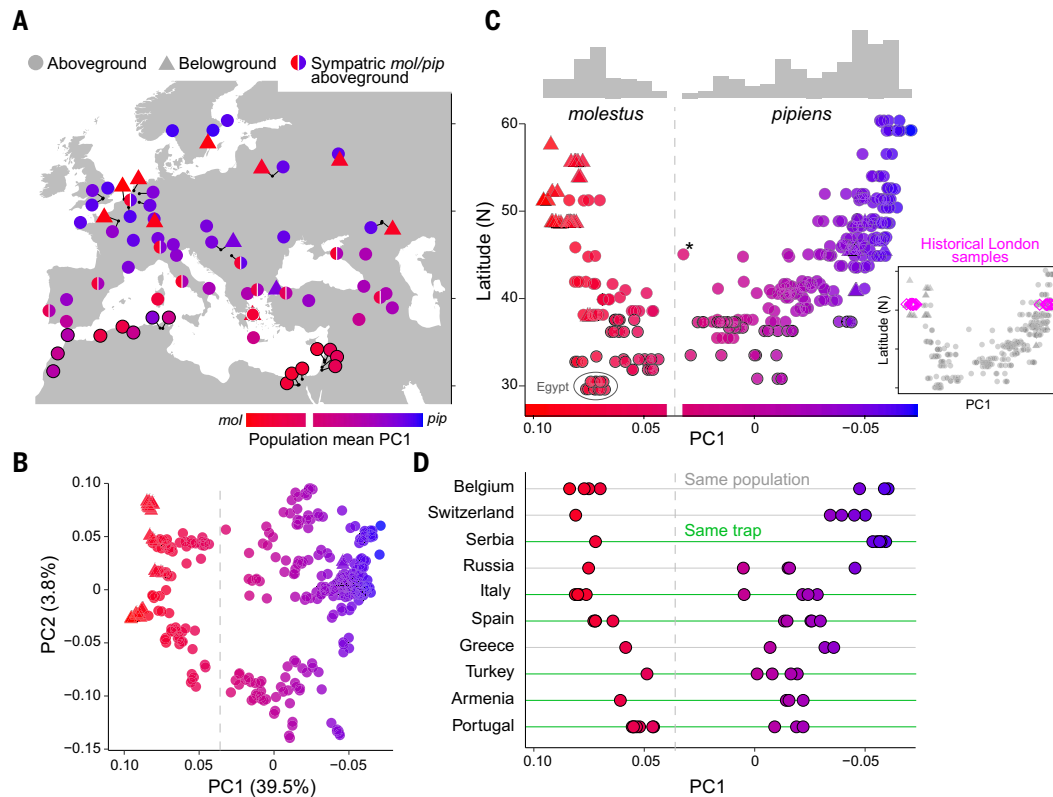 A
Aboveground
Belowground
Sympatric mol/pip
aboveground
mol
pip
Population mean PC1
B
0.10
0.05
0
−0.05
−0.10
−0.15
PC2 (3.8%)
0.10
0.05
0
−0.05
PC1 (39.5%)
C
molestus
pipiens
60
50
40
30
Latitude (N)
*
Egypt
0.10
0.05
0
−0.05
PC1
Historical London
samples
Latitude (N)
PC1
D
Belgium
Same population
Switzerland
Serbia
Same trap
Russia
Italy
Spain
Greece
Turkey
Armenia
Portugal
0.10
0.05
0
−0.05
PC1